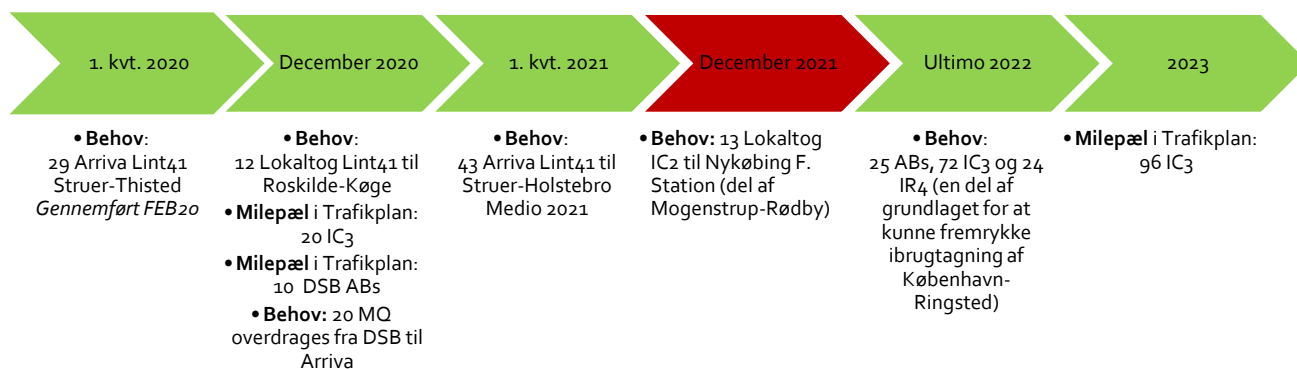 1. kvt. 2020
December 2020
1. kvt. 2021
December 2021
Ultimo 2022
2023
• Behov:
29 Arriva Lint41
Struer-Thisted
Gennemført FEB20
• Behov:
12 Lokaltog Lint41 til
Roskilde-Køge
• Milepæl i Trafikplan:
20 IC3
• Milepæl i Trafikplan:
10 DSB ABs
• Behov: 20 MQ
overdrages fra DSB til
Arriva
• Behov:
43 Arriva Lint41 til
Struer-Holstebro
Medio 2021
• Behov: 13 Lokaltog
IC2 til Nykøbing F.
Station (del af
Mogenstrup-Rødby)
• Behov:
25 ABs, 72 IC3 og 24
IR4 (en del af
grundlaget for at
kunne fremrykke
ibrugtagning af
København-
Ringsted)
• Milepæl i Trafikplan:
96 IC3